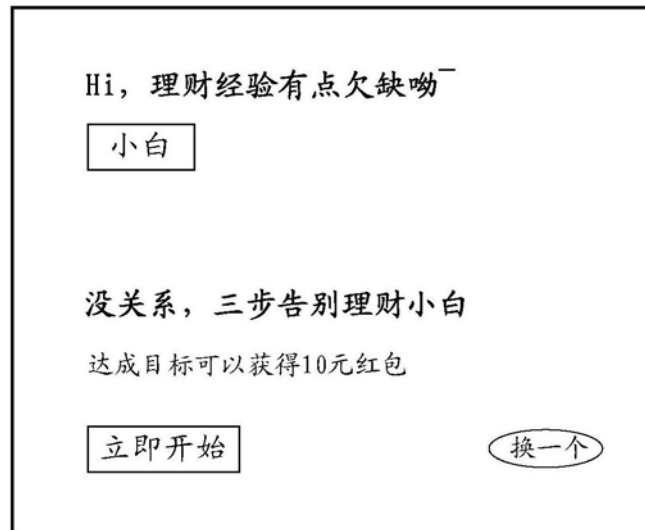 Hi，理财经验有点欠缺呦¯
小白
没关系，三步告别理财小白
达成目标可以获得10元红包
立即开始
换一个